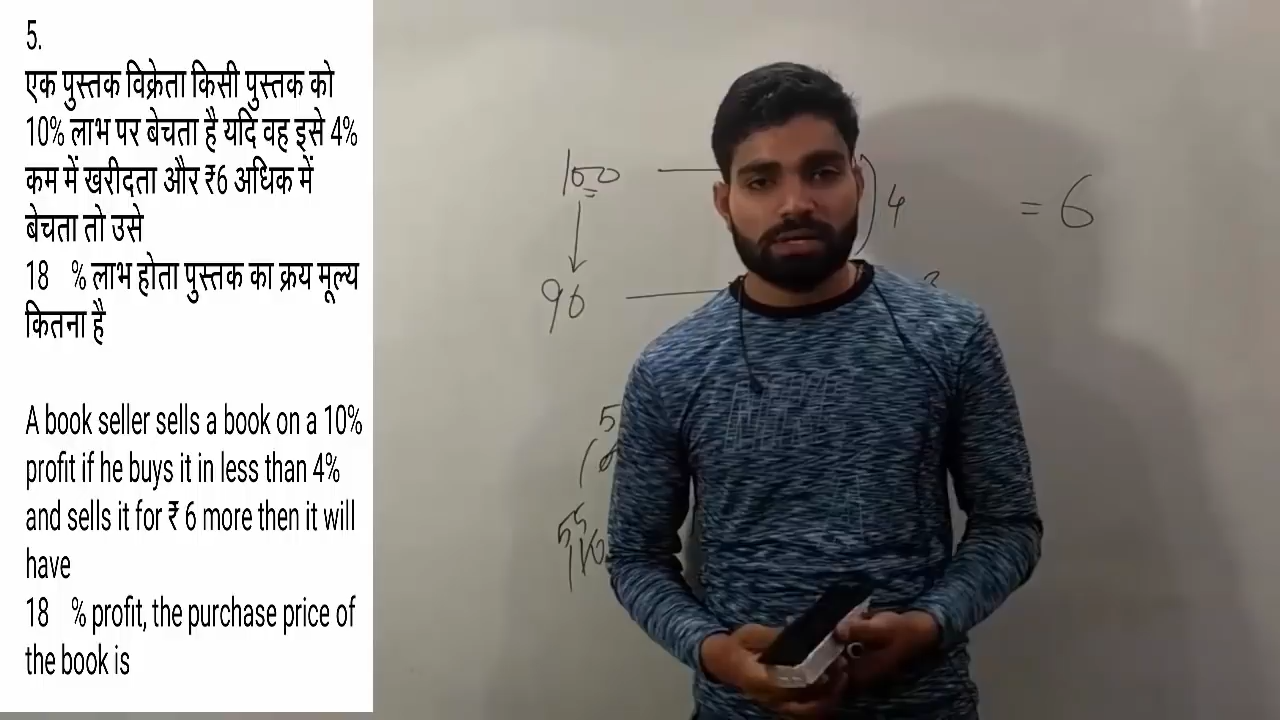 5.
एक पुस्तक विक्रेता किसी पुस्तक को
10% लाभ पर बेचता है यदि वह इसे 4%
कम में खरीदता और ₹6 अधिक में
बेचता तो उसे
18 % लाभ होता पुस्तक का क्रय मूल्य
कितना है
A book seller sells a book on a 10%
profit if he buys it in less than 4%
and sells it for ₹ 6 more then it will
have
18 % profit, the purchase price of
the book is
100
4
= 6
96
5
55
110